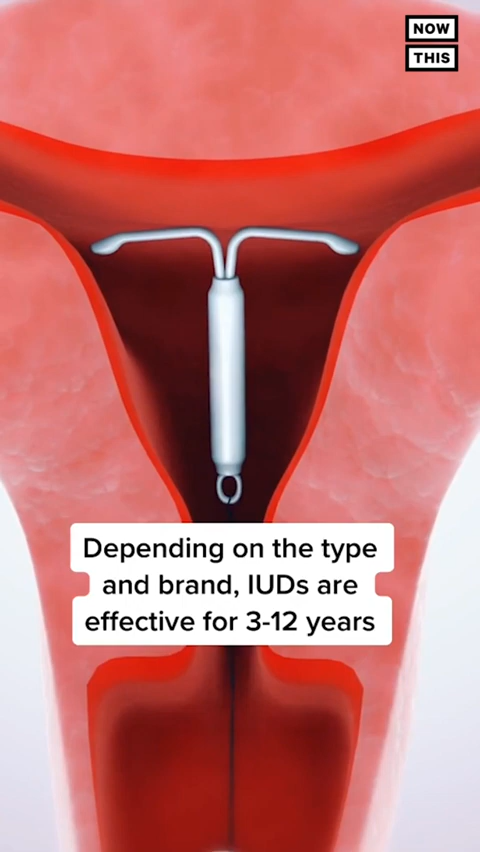 NOW
THIS
Depending on the type
and brand, IUDs are
effective for 3-12 years